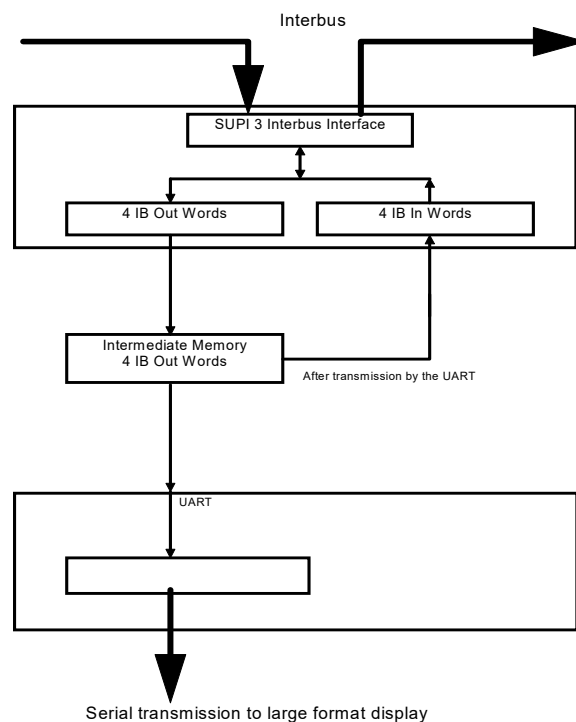 Interbus
SUPI 3 Interbus Interface
4 IB Out Words
4 IB In Words
Intermediate Memory
4 IB Out Words
After transmission by the UART
UART
Serial transmission to large format display